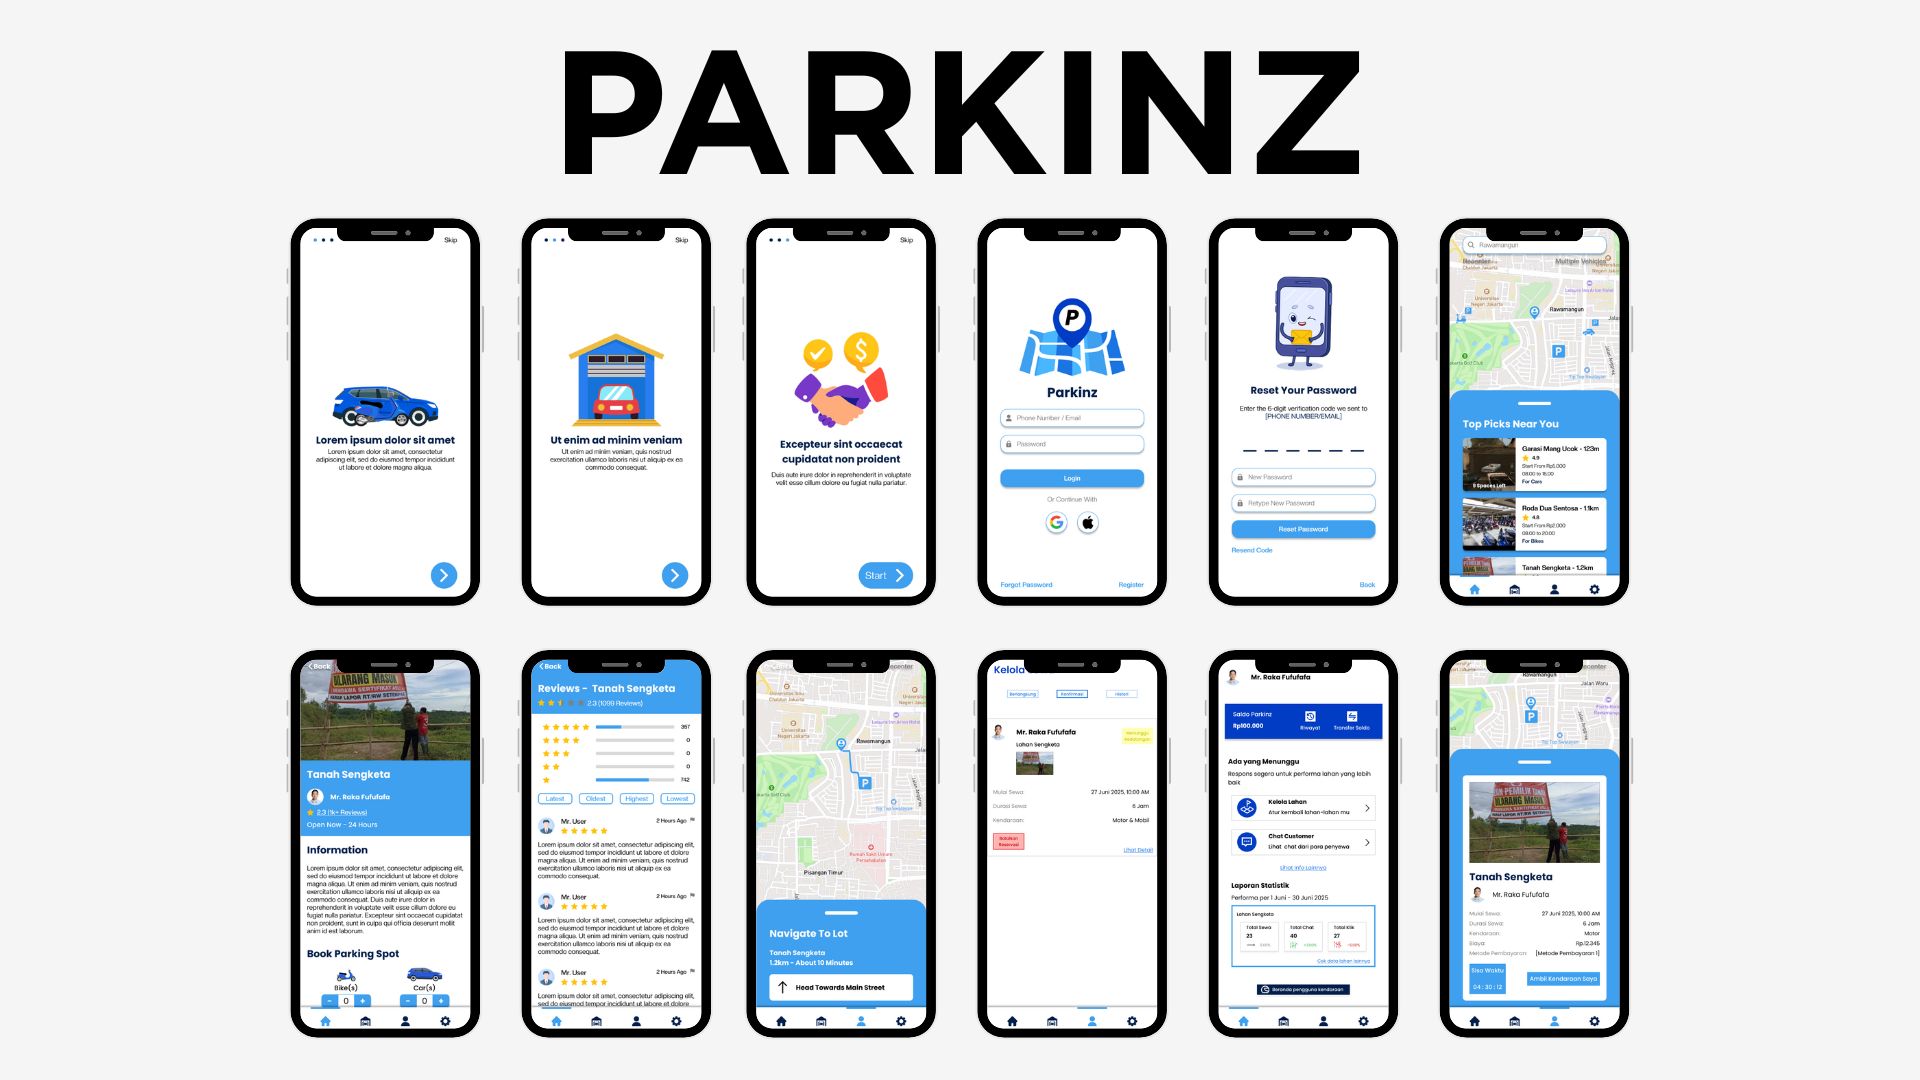 PARKINZ
Skip
Lorem ipsum dolor sit amet
Lorem ipsum dolor sit amet, consectetur
adipiscing elit, sed do eiusmod tempor incididunt
ut labore et dolore magna aliqua.
Skip
Ut enim ad minim veniam
Ut enim ad minim veniam, quis nostrud
exercitation ullamco laboris nisi ut aliquip ex ea
commodo consequat.
Skip
Excepteur sint occaecat
cupidatat non proident
Duis aute irure dolor in reprehenderit in voluptate
velit esse cillum dolore eu fugiat nulla pariatur.
Start
P
Parkinz
Phone Number / Email
Password
Login
Or Continue With
Forgot Password
Register
Reset Your Password
Enter the 6-digit verification code we sent to
[PHONE NUMBER/EMAIL]
New Password
Retype New Password
Reset Password
Resend Code
Back
Rawamangun
Recenter
Multiple Vehicles
Universitas
Negeri Jakarta
Rawamangun
P
Top Picks Near You
Garasi Mang Ucok - 123m
4.9
Start From Rp5.000
08:00 to 16:00
For Cars
9 Spaces Left
Roda Dua Sentosa - 1.1km
4.8
Start From Rp2.000
08:00 to 20:00
For Bikes
Tanah Sengketa - 1.2km
Back
Tanah Sengketa
Mr. Raka Fufufafa
2.3 (1k+ Reviews)
Open Now - 24 Hours
Information
Lorem ipsum dolor sit amet, consectetur adipiscing elit,
sed do eiusmod tempor incididunt ut labore et dolore
magna aliqua. Ut enim ad minim veniam, quis nostrud
exercitation ullamco laboris nisi ut aliquip ex ea
commodo consequat. Duis aute irure dolor in
reprehenderit in voluptate velit esse cillum dolore eu
fugiat nulla pariatur. Excepteur sint occaecat cupidatat
non proident, sunt in culpa qui officia deserunt mollit
anim id est laborum.
Book Parking Spot
Bike(s)
Car(s)
- 0 +
- 0 +
Back
Reviews - Tanah Sengketa
2.3 (1099 Reviews)
357
0
0
0
742
Latest
Oldest
Highest
Lowest
Mr. User
2 Hours Ago
Lorem ipsum dolor sit amet, consectetur adipiscing elit,
sed do eiusmod tempor incididunt ut labore et dolore
magna aliqua. Ut enim ad minim veniam, quis nostrud
exercitation ullamco laboris nisi ut aliquip ex ea
commodo consequat.
Mr. User
2 Hours Ago
Lorem ipsum dolor sit amet, consectetur adipiscing elit,
sed do eiusmod tempor incididunt ut labore et dolore
magna aliqua. Ut enim ad minim veniam, quis nostrud
exercitation ullamco laboris nisi ut aliquip ex ea
commodo consequat.
Mr. User
2 Hours Ago
Lorem ipsum dolor sit amet, consectetur adipiscing elit,
sed do eiusmod tempor incididunt ut labore et dolore
Rawamangun
P
Rumah Sakit Umum
Persahabatan
Pisangan Timur
Navigate To Lot
Tanah Sengketa
1.2km - About 10 Minutes
Head Towards Main Street
Kelola
Berlangsung
Konfirmasi
Histori
Mr. Raka Fufufafa
Lahan Sengketa
Menunggu
Kedatangan
Mulai Sewa:
27 Juni 2025, 10:00 AM
Durasi Sewa:
6 Jam
Kendaraan:
Motor & Mobil
Batalkan
Reservasi
Lihat Detail
Mr. Raka Fufufafa
Saldo Parkinz
Rp100.000
Riwayat
Transfer Saldo
Ada yang Menunggu
Respons segera untuk performa lahan yang lebih
baik
Kelola Lahan
Atur kembali lahan-lahan mu
Chat Customer
Lihat chat dari para penyewa
Lihat Info Lainnya
Laporan Statistik
Performa per 1 Juni - 30 Juni 2025
Lahan Sengketa
Total Sewa
23
Total Chat
40
Total Klik
27
Cek data lahan lainnya
Beranda pengguna kendaraan
Rawamangun
Jalan Waru
P
Tip Top Swalayan
Tanah Sengketa
Mr. Raka Fufufafa
Mulai Sewa:
27 Juni 2025, 10:00 AM
Durasi Sewa:
6 Jam
Kendaraan:
Motor
Biaya:
Rp.12.345
Metode Pembayaran:
[Metode Pembayaran 1]
Sisa Waktu
04 : 30 : 12
Ambil Kendaraan Saya